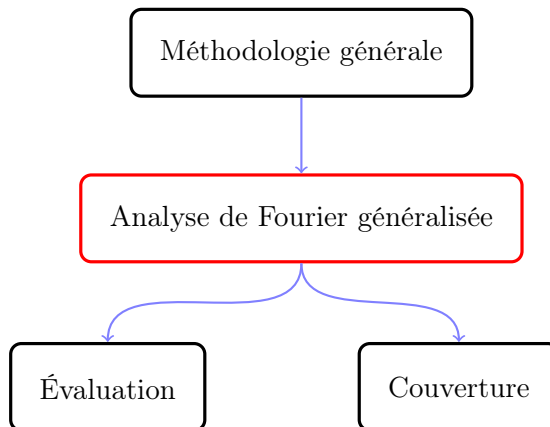 Méthodologie générale
Analyse de Fourier généralisée
Évaluation
Couverture